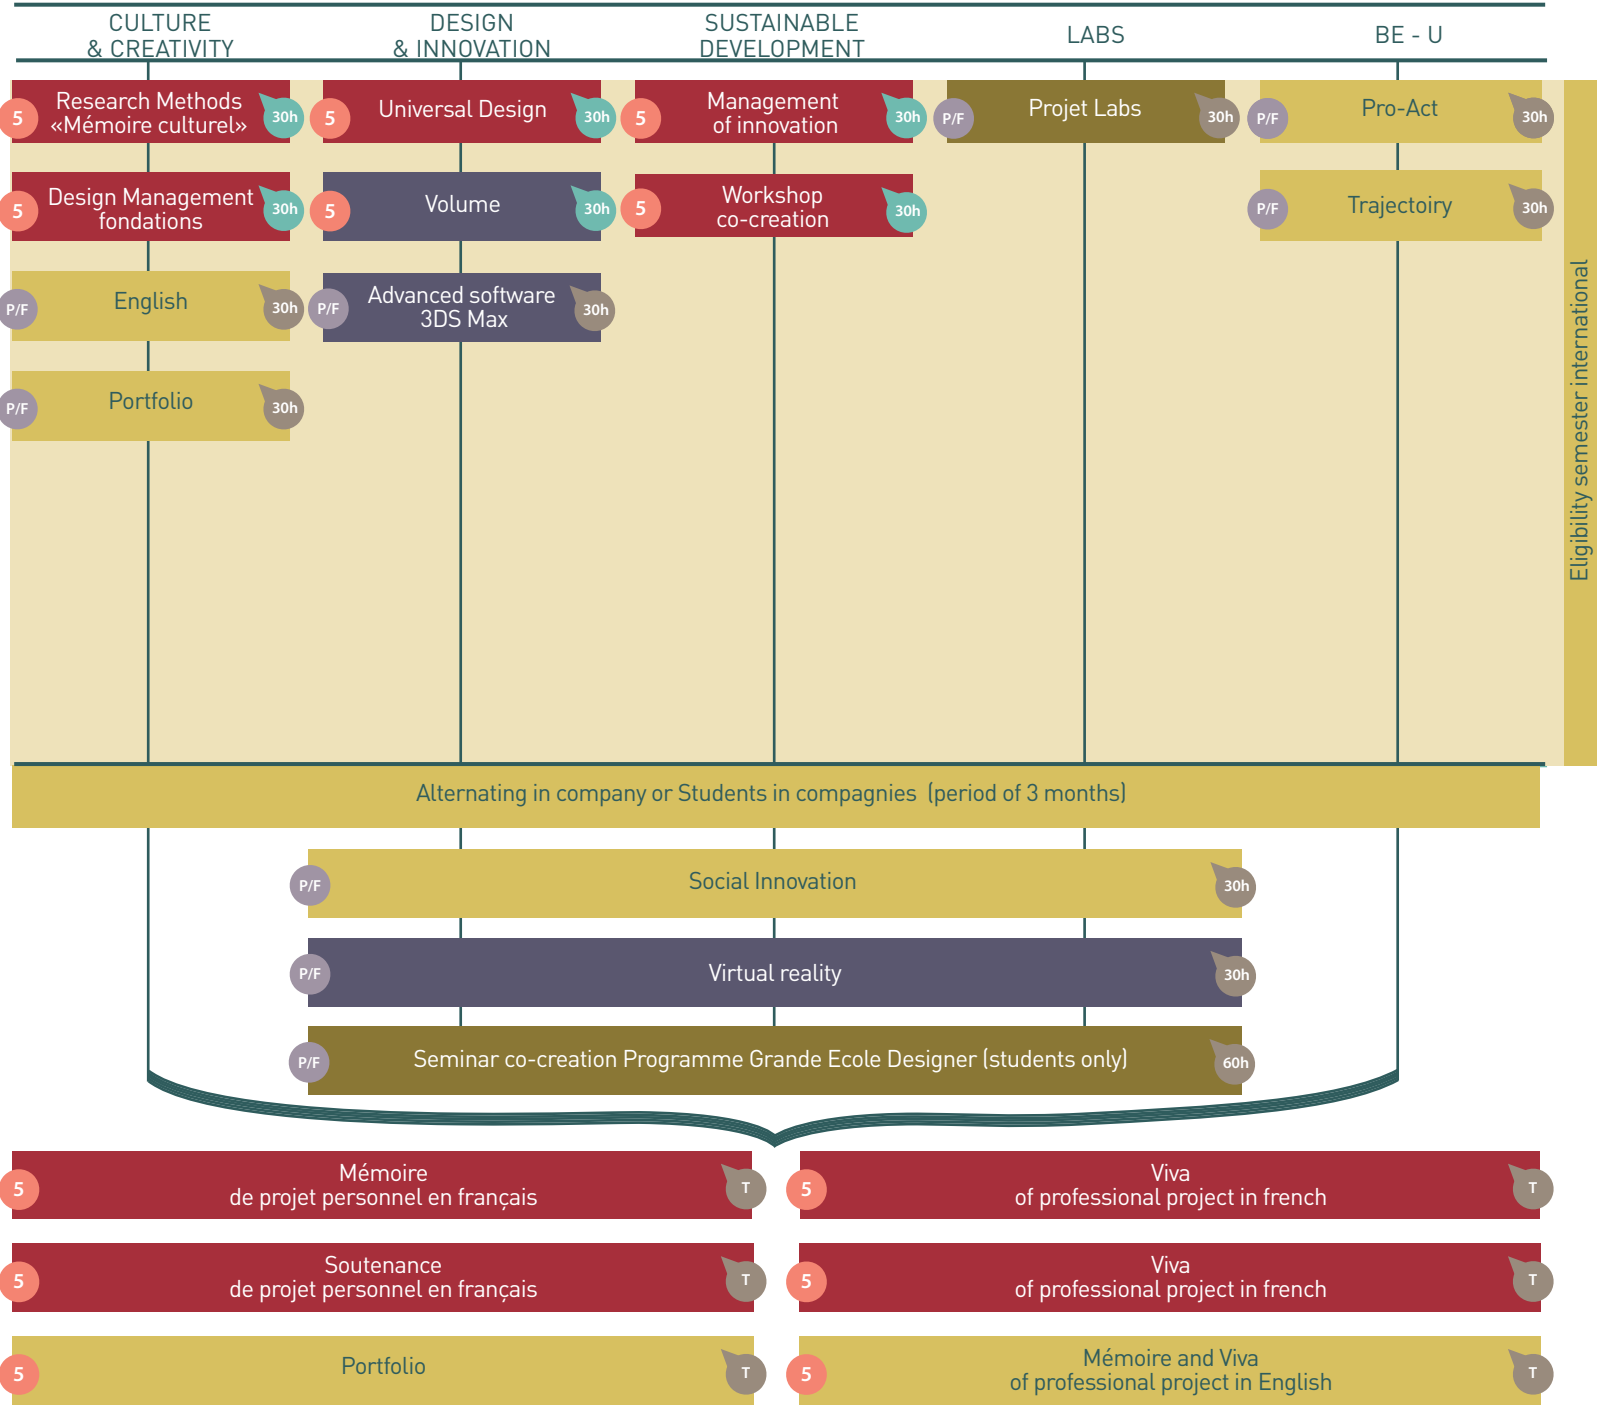 CULTURE
& CREATIVITY
DESIGN
& INNOVATION
SUSTAINABLE
DEVELOPMENT
LABS
BE - U
5
Research Methods
«Mémoire culturel»
30h
5
Universal Design
30h
5
Management
of innovation
30h
P/F
Projet Labs
30h
P/F
Pro-Act
30h
5
Design Management
fondations
30h
5
Volume
30h
5
Workshop
co-creation
30h
P/F
Trajectoiry
30h
P/F
English
30h
P/F
Advanced software
3DS Max
30h
P/F
Portfolio
30h
Eligibility semester international
Alternating in company or Students in compagnies (period of 3 months)
P/F
Social Innovation
30h
P/F
Virtual reality
30h
P/F
Seminar co-creation Programme Grande Ecole Designer (students only)
60h
5
Mémoire
de projet personnel en français
T
5
Viva
of professional project in french
T
5
Soutenance
de projet personnel en français
T
5
Viva
of professional project in french
T
5
Portfolio
T
5
Mémoire and Viva
of professional project in English
T